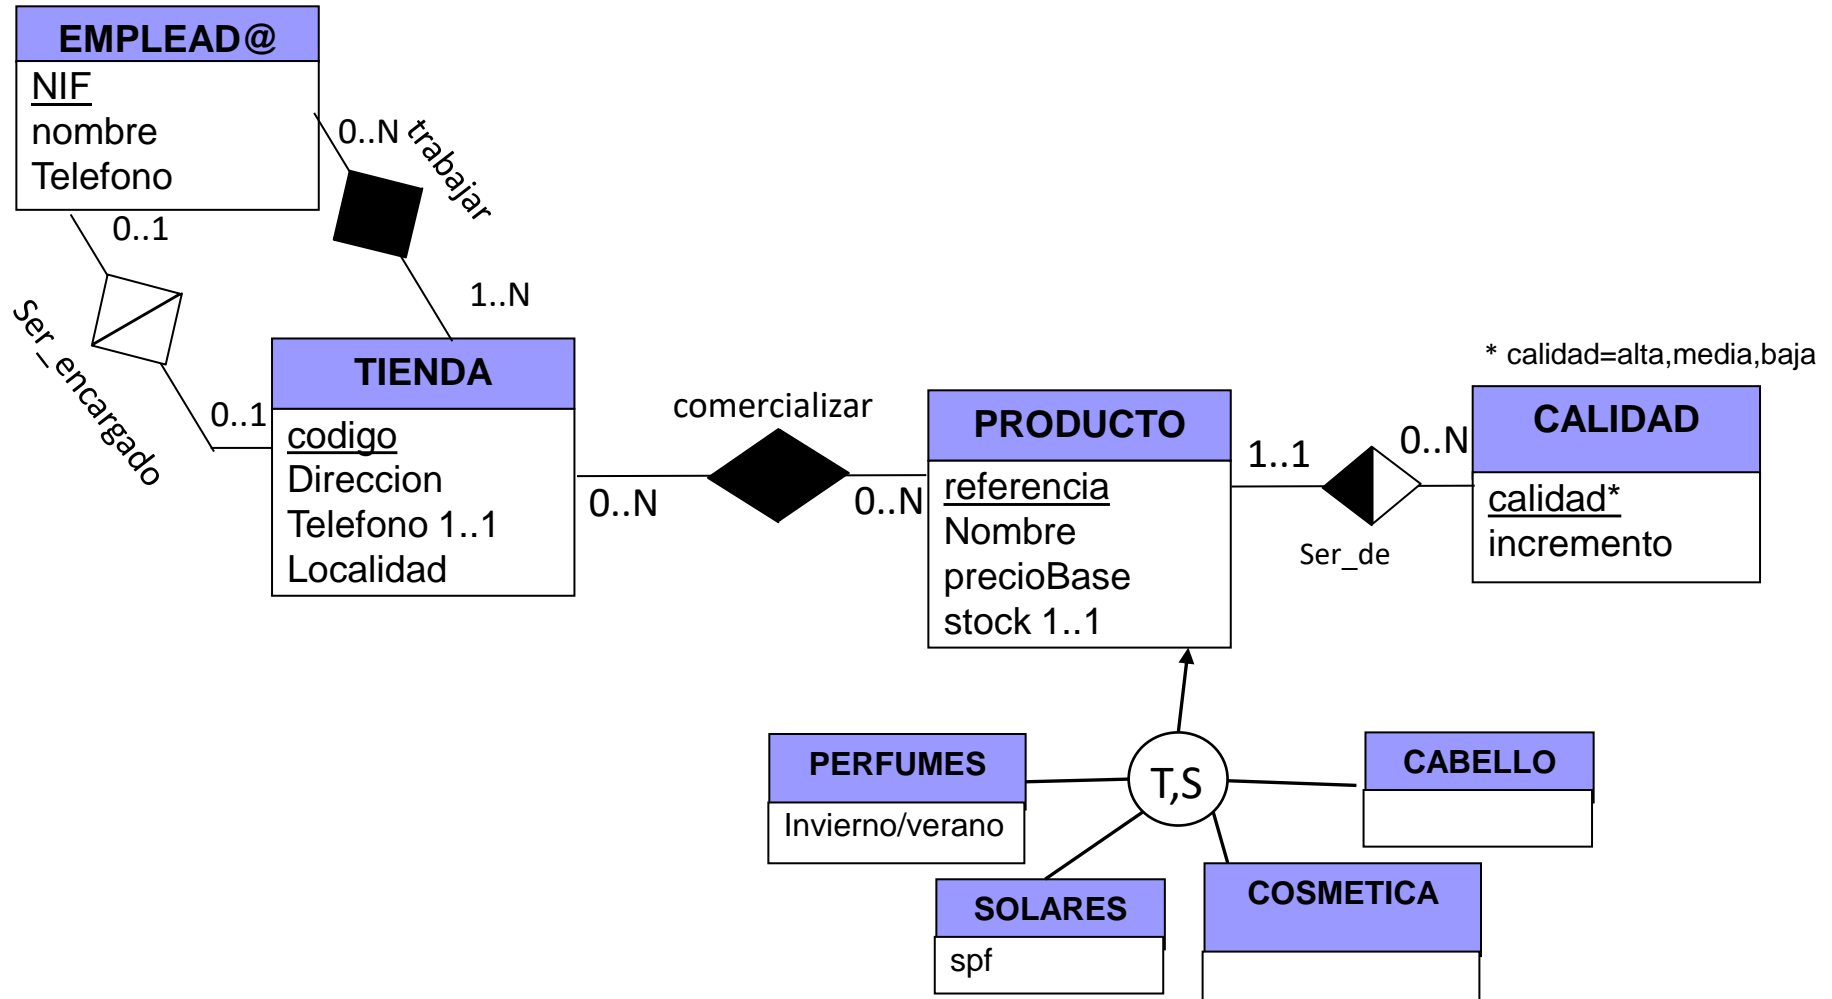 EMPLEAD@
NIF
nombre
Telefono
0..N
trabajar
0..1
1..N
Ser_encargado
0..1
TIENDA
codigo
Direccion
Telefono 1..1
Localidad
comercializar
0..N
0..N
PRODUCTO
referencia
Nombre
precioBase
stock 1..1
1..1
0..N
Ser_de
* calidad=alta,media,baja
CALIDAD
calidad*
incremento
T,S
PERFUMES
Invierno/verano
CABELLO
SOLARES
spf
COSMETICA